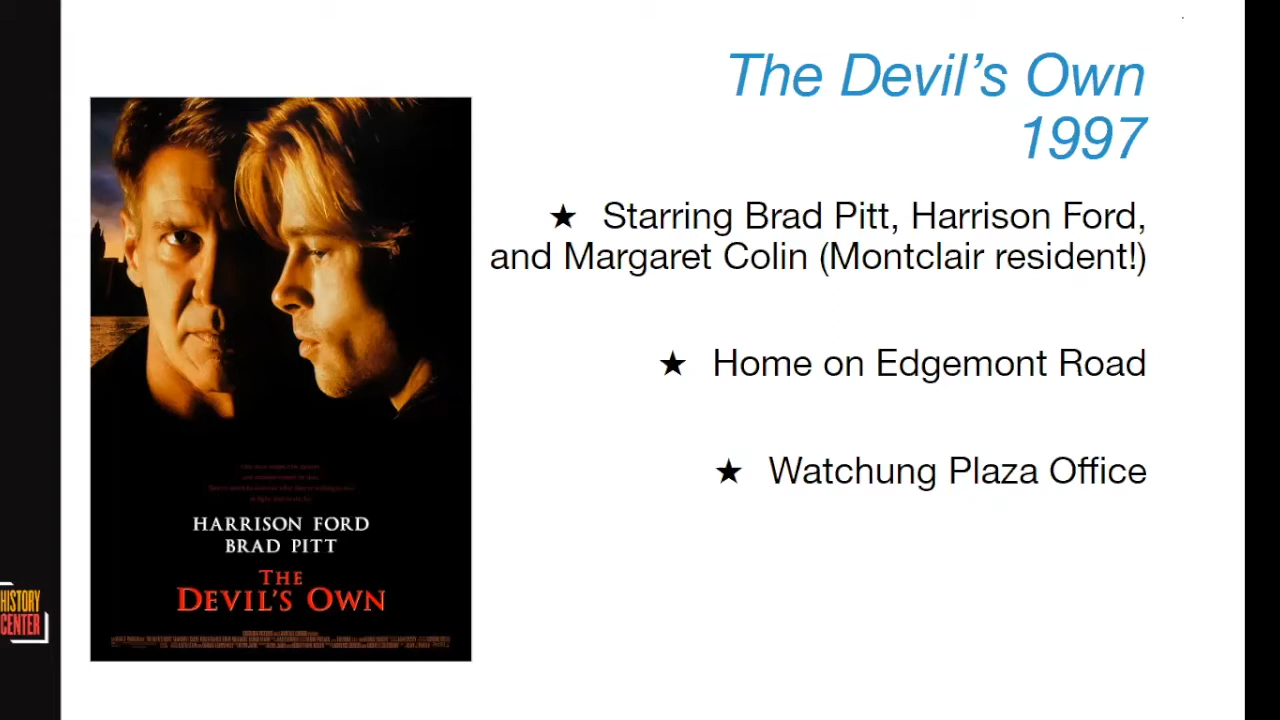 The Devil’s Own
1997
★ Starring Brad Pitt, Harrison Ford,
and Margaret Colin (Montclair resident!)
★ Home on Edgemont Road
★ Watchung Plaza Office
HARRISON FORD
BRAD PITT
THE
DEVIL'S OWN
HISTORY
CENTER